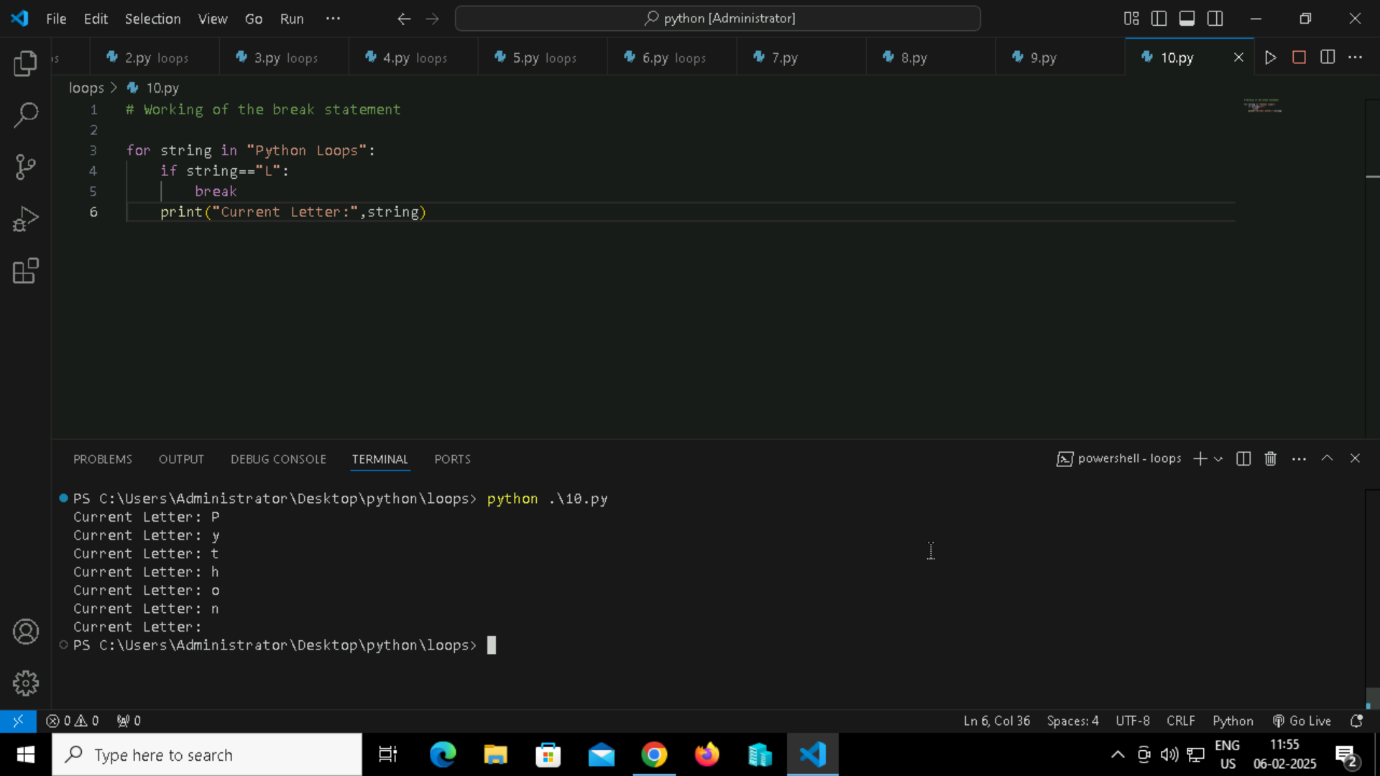 File Edit Selection View Go Run ··· python [Administrator]
s 2.py loops 3.py loops 4.py loops 5.py loops 6.py loops 7.py 8.py 9.py 10.py
loops > 10.py
1 # Working of the break statement
2
3 for string in "Python Loops":
4 if string=="L":
5 break
6 print("Current Letter:",string)
PROBLEMS OUTPUT DEBUG CONSOLE TERMINAL PORTS powershell - loops
PS C:\Users\Administrator\Desktop\python\loops> python .\10.py
Current Letter: P
Current Letter: y
Current Letter: t
Current Letter: h
Current Letter: o
Current Letter: n
Current Letter:
PS C:\Users\Administrator\Desktop\python\loops>
0 0 0 Ln 6, Col 36 Spaces: 4 UTF-8 CRLF Python Go Live
Type here to search ENG US 11:55 06-02-2025 2